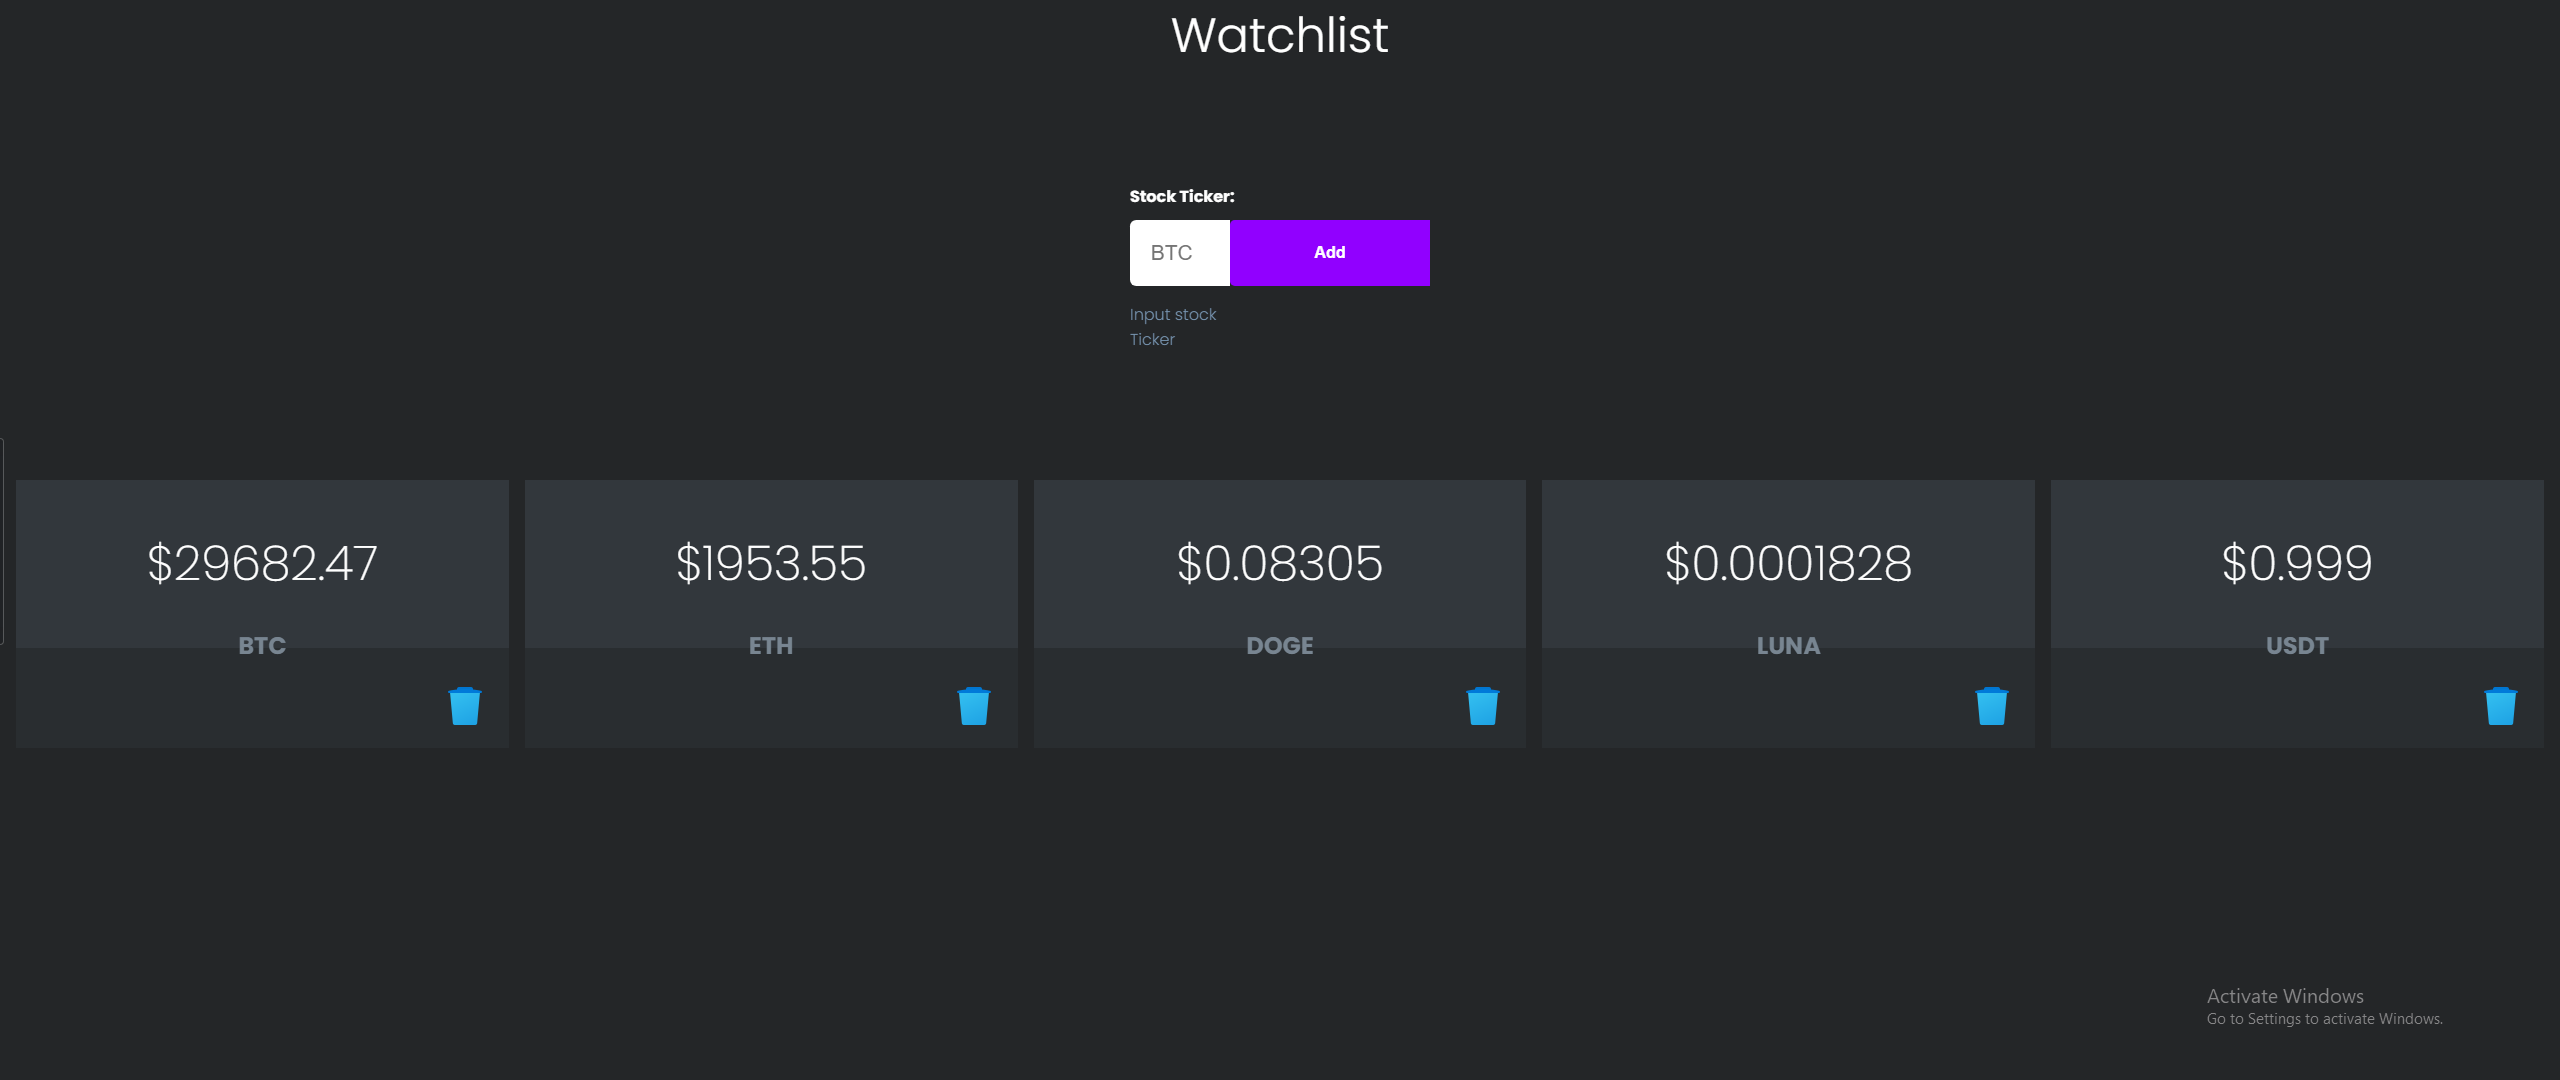 Watchlist
Stock Ticker:
BTC
Add
Input stock
Ticker
$29682.47
$1953.55
$0.08305
$0.0001828
$0.999
BTC
ETH
DOGE
LUNA
USDT
Activate Windows
Go to Settings to activate Windows.